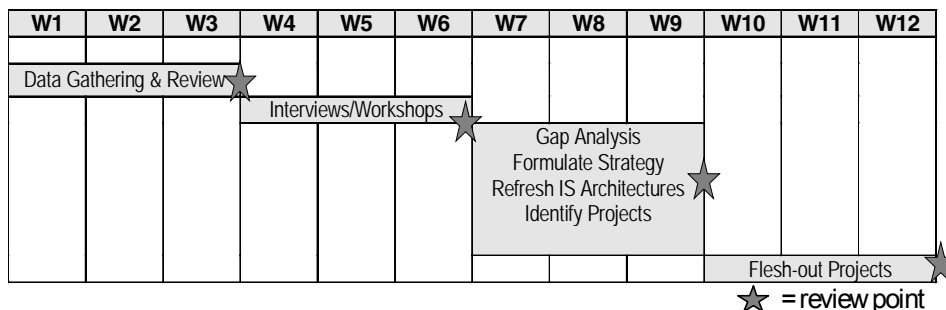 W1 W2 W3 W4 W5 W6 W7 W8 W9 W10 W11 W12
Data Gathering & Review
Interviews/Workshops
Gap Analysis
Formulate Strategy
Refresh IS Architectures
Identify Projects
Flesh-out Projects
= review point